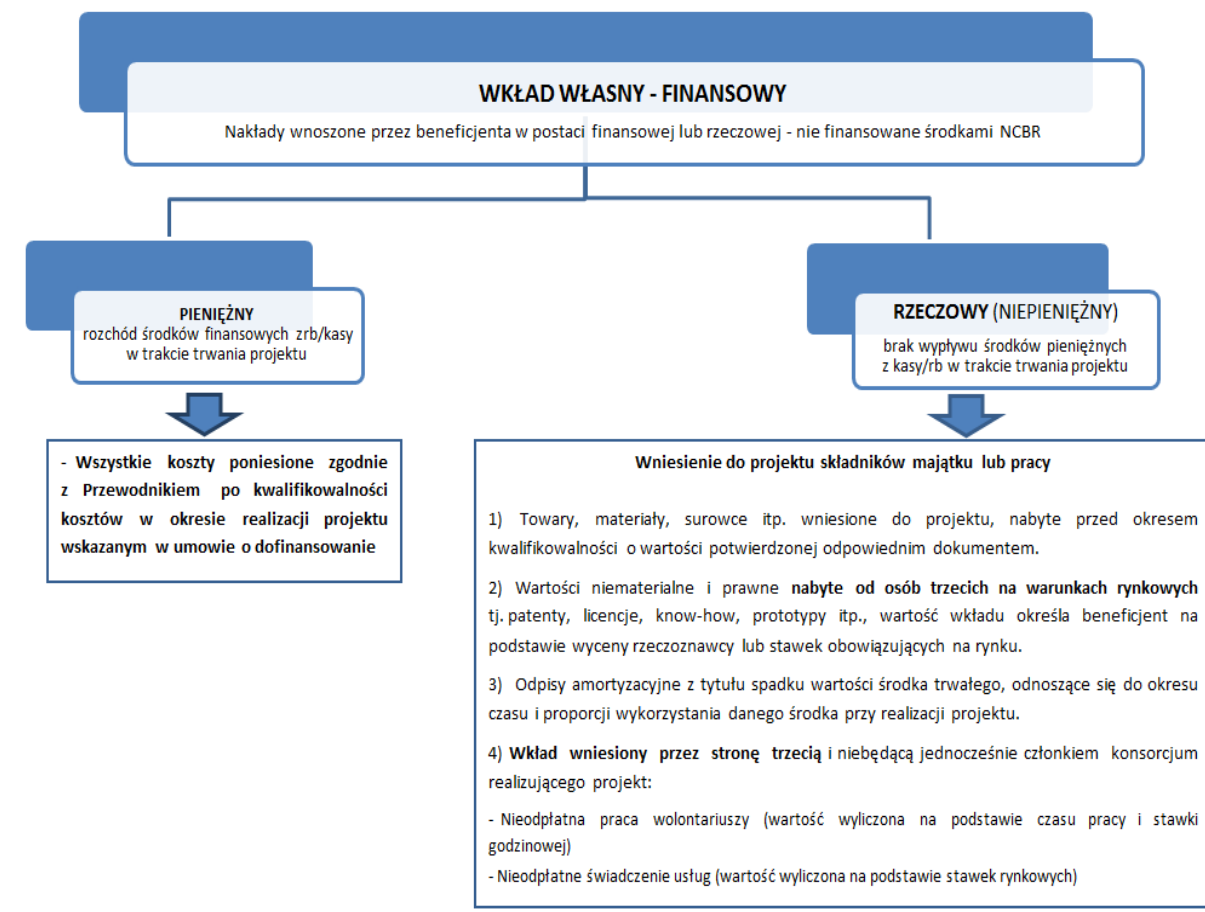 WKŁAD WŁASNY - FINANSOWY
Nakłady wnoszone przez beneficjenta w postaci finansowej lub rzeczowej - nie finansowane środkami NCBR
PIENIĘŻNY
rozchód środków finansowych zrb/kasy
w trakcie trwania projektu
RZECZOWY (NIEPIENIĘŻNY)
brak wypływu środków pieniężnych
z kasy/rb w trakcie trwania projektu
- Wszystkie koszty poniesione zgodnie
z Przewodnikiem po kwalifikowalności
kosztów w okresie realizacji projektu
wskazanym w umowie o dofinansowanie
Wniesienie do projektu składników majątku lub pracy
1) Towary, materiały, surowce itp. wniesione do projektu, nabyte przed okresem
kwalifikowalności o wartości potwierdzonej odpowiednim dokumentem.
2) Wartości niematerialne i prawne nabyte od osób trzecich na warunkach rynkowych
tj. patenty, licencje, know-how, prototypy itp., wartość wkładu określa beneficjent na
podstawie wyceny rzeczoznawcy lub stawek obowiązujących na rynku.
3) Odpisy amortyzacyjne z tytułu spadku wartości środka trwałego, odnoszące się do okresu
czasu i proporcji wykorzystania danego środka przy realizacji projektu.
4) Wkład wniesiony przez stronę trzecią i niebędącą jednocześnie członkiem konsorcjum
realizującego projekt:
- Nieodpłatna praca wolontariuszy (wartość wyliczona na podstawie czasu pracy i stawki
godzinowej)
- Nieodpłatne świadczenie usług (wartość wyliczona na podstawie stawek rynkowych)